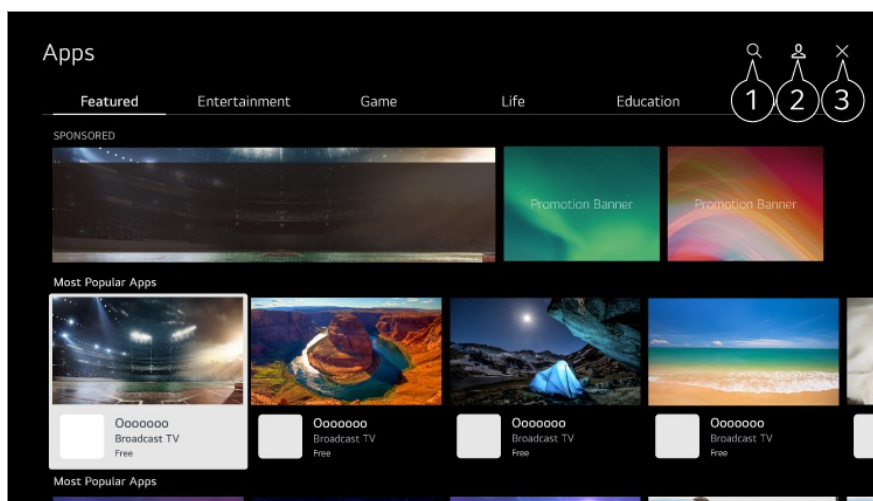 Apps
Featured Entertainment Game Life Education
1 2 3
SPONSORED
Promotion Banner Promotion Banner
Most Popular Apps
Ooooooo Ooooooo Ooooooo Ooooooo
Broadcast TV Broadcast TV Broadcast TV Broadcast TV
Free Free Free Free
Most Popular Apps